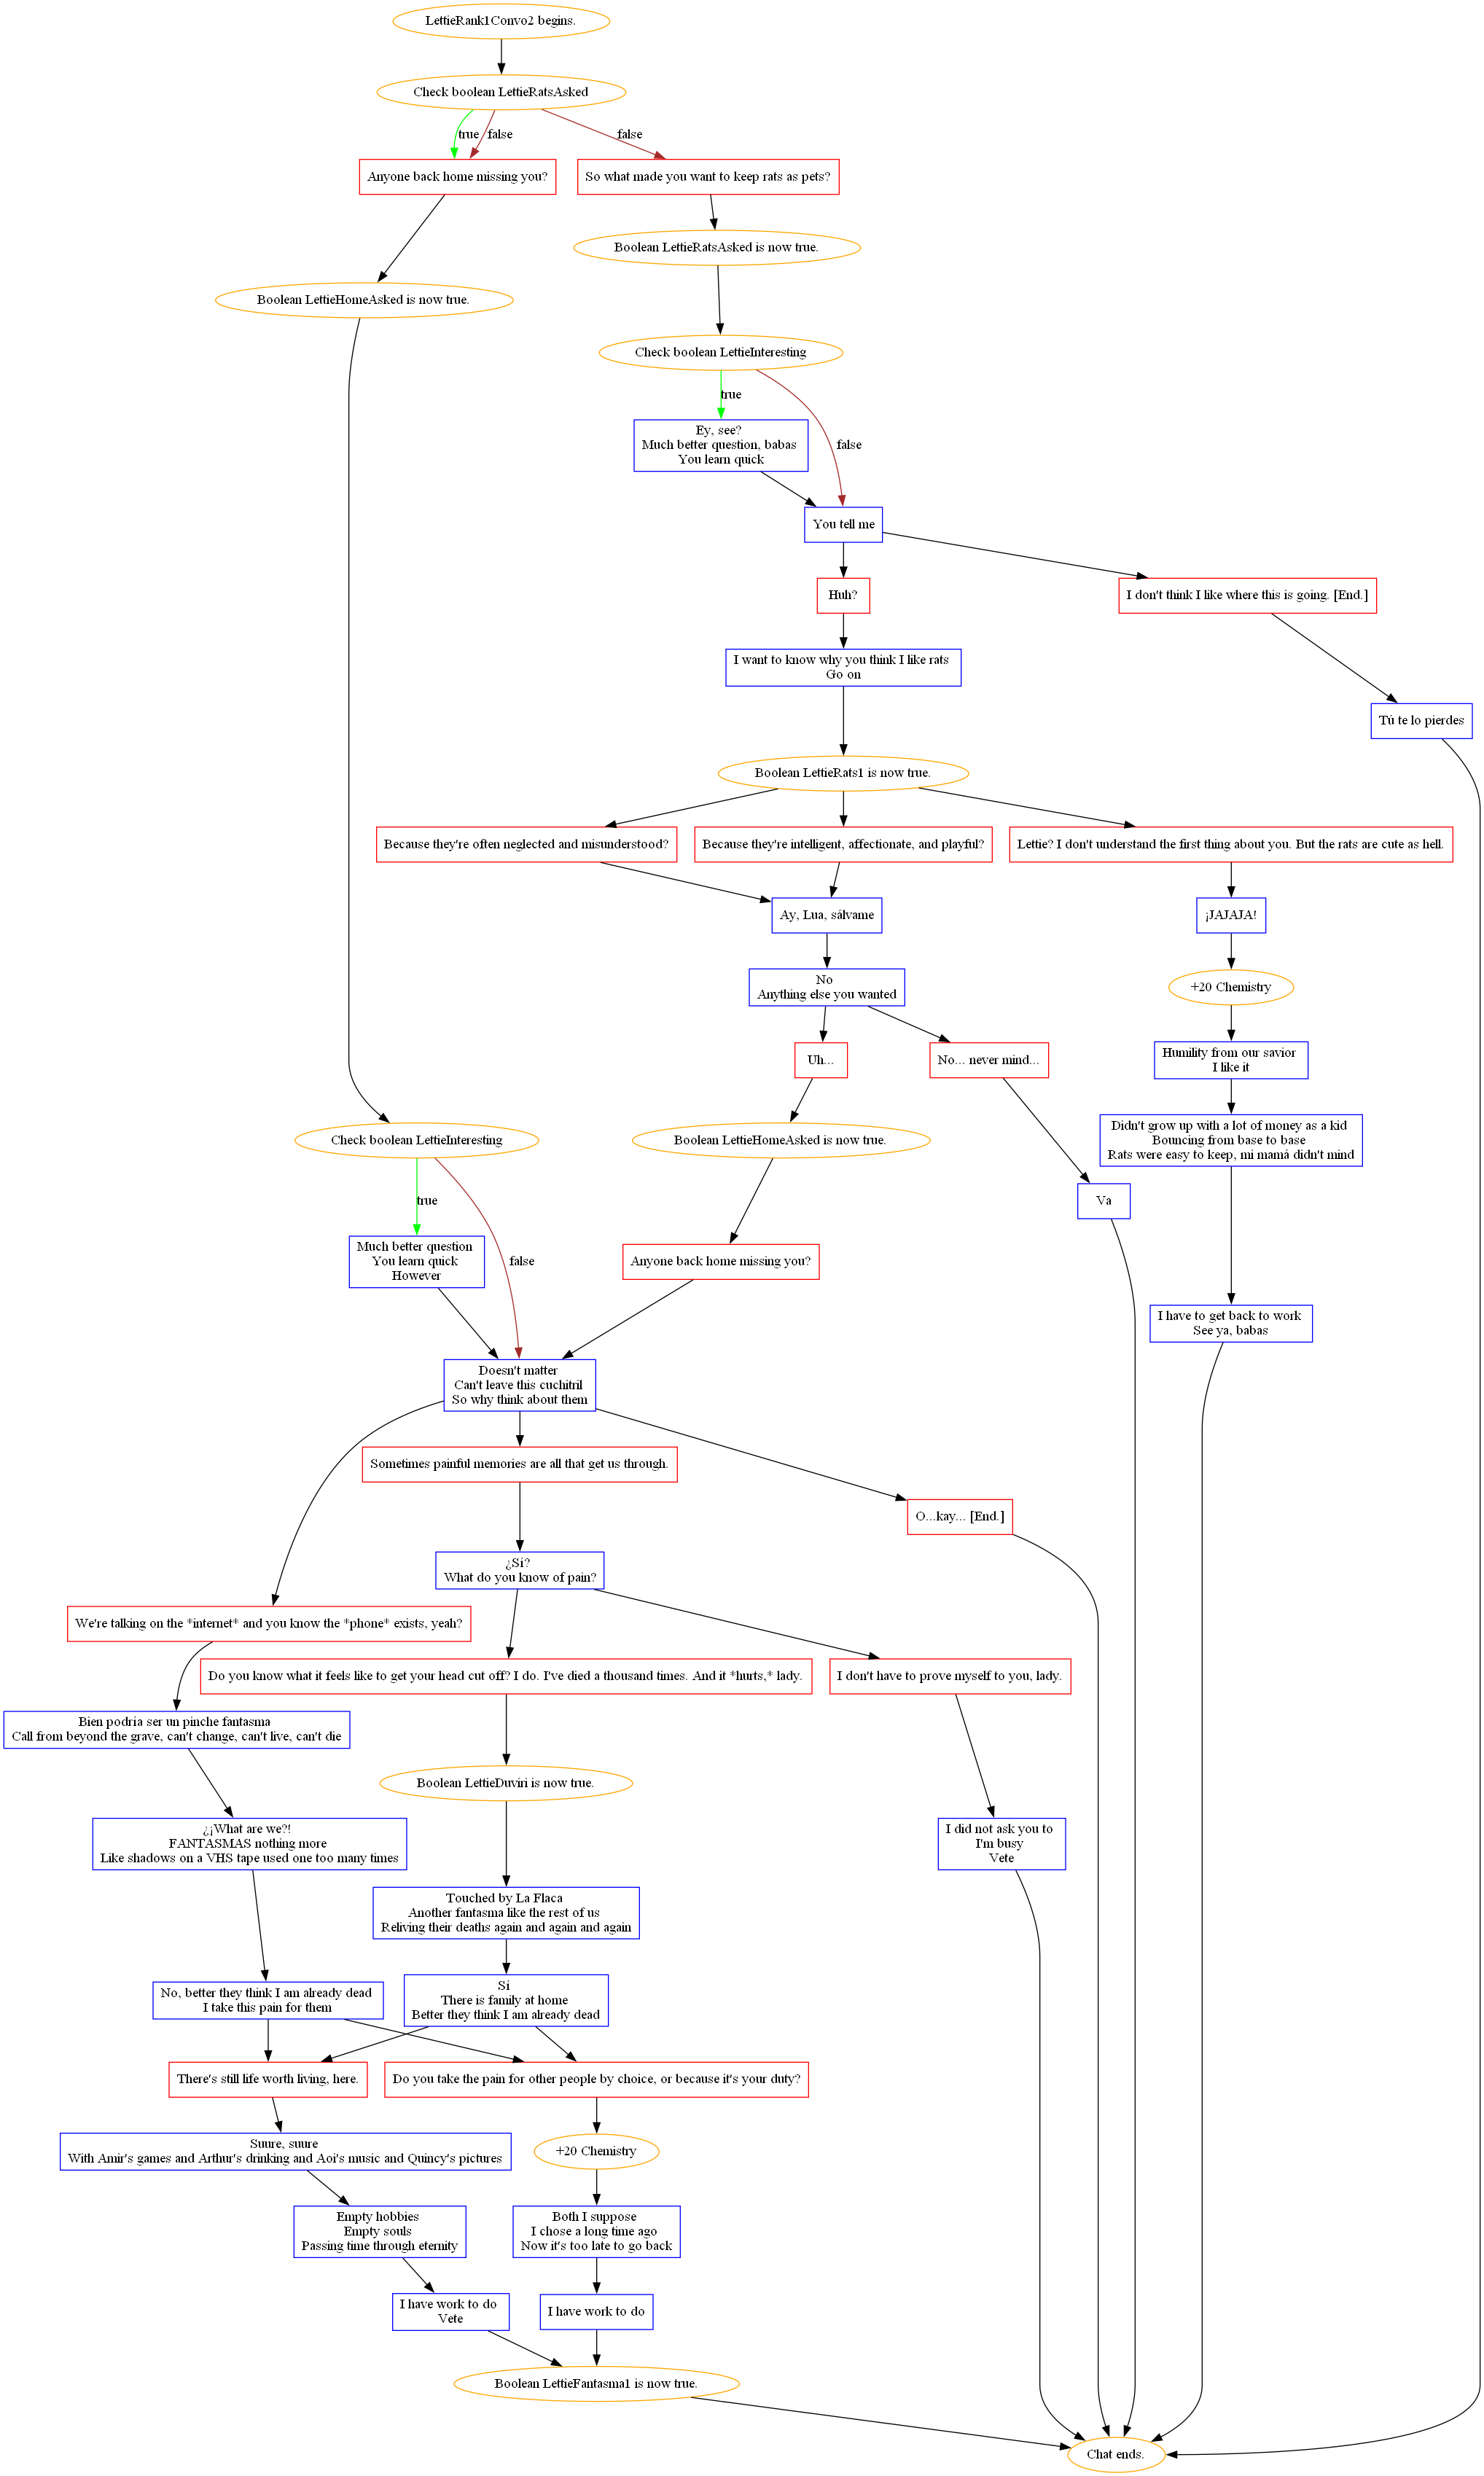 LettieRank1Convo2 begins.
Check boolean LettieRatsAsked
true
false
false
Anyone back home missing you?
So what made you want to keep rats as pets?
Boolean LettieRatsAsked is now true.
Boolean LettieHomeAsked is now true.
Check boolean LettieInteresting
true
Ey, see?
Much better question, babas
You learn quick
false
You tell me
Huh?
I don't think I like where this is going. [End.]
I want to know why you think I like rats
Go on
Tú te lo pierdes
Boolean LettieRats1 is now true.
Because they're often neglected and misunderstood?
Because they're intelligent, affectionate, and playful?
Lettie? I don't understand the first thing about you. But the rats are cute as hell.
Ay, Lua, sálvame
¡JAJAJA!
No
Anything else you wanted
+20 Chemistry
Uh...
No... never mind...
Humility from our savior
I like it
Check boolean LettieInteresting
Boolean LettieHomeAsked is now true.
Didn't grow up with a lot of money as a kid
Bouncing from base to base
Rats were easy to keep, mi mamá didn't mind
true
Va
Much better question
You learn quick
However
false
Anyone back home missing you?
I have to get back to work
See ya, babas
Doesn't matter
Can't leave this cuchitril
So why think about them
Sometimes painful memories are all that get us through.
O...kay... [End.]
¿Sí?
What do you know of pain?
We're talking on the *internet* and you know the *phone* exists, yeah?
Do you know what it feels like to get your head cut off? I do. I've died a thousand times. And it *hurts,* lady.
I don't have to prove myself to you, lady.
Bien podría ser un pinche fantasma
Call from beyond the grave, can't change, can't live, can't die
Boolean LettieDuviri is now true.
¿¡What are we?!
FANTASMAS nothing more
Like shadows on a VHS tape used one too many times
I did not ask you to
I'm busy
Vete
Touched by La Flaca
Another fantasma like the rest of us
Reliving their deaths again and again and again
No, better they think I am already dead
I take this pain for them
Sí
There is family at home
Better they think I am already dead
There's still life worth living, here.
Do you take the pain for other people by choice, or because it's your duty?
Suure, suure
With Amir's games and Arthur's drinking and Aoi's music and Quincy's pictures
+20 Chemistry
Empty hobbies
Empty souls
Passing time through eternity
Both I suppose
I chose a long time ago
Now it's too late to go back
I have work to do
Vete
I have work to do
Boolean LettieFantasma1 is now true.
Chat ends.